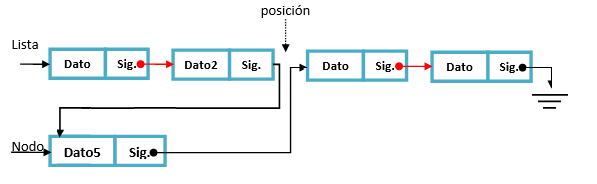 posición
Lista
Dato Sig. Dato2 Sig. Dato Sig. Dato Sig.
Nodo Dato5 Sig.